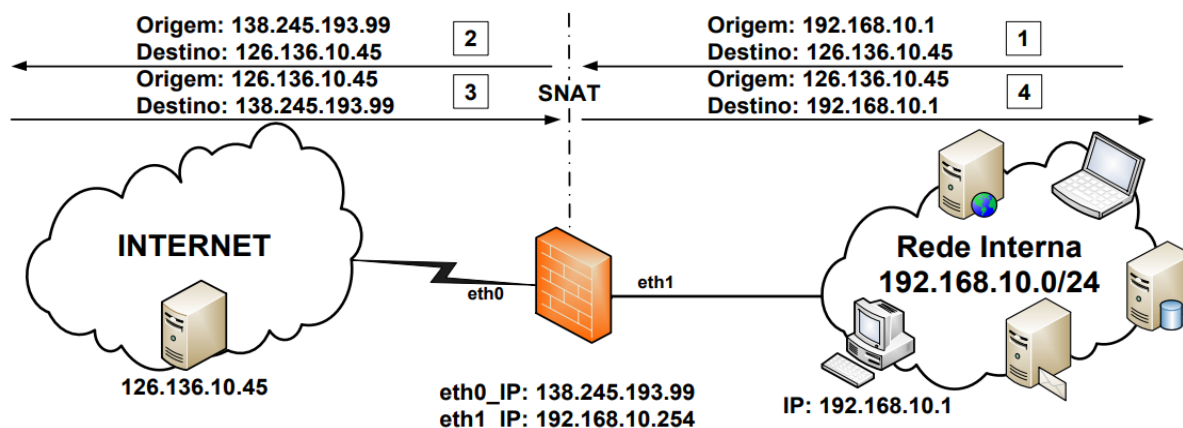 Origem: 138.245.193.99
Destino: 126.136.10.45
2
Origem: 192.168.10.1
Destino: 126.136.10.45
1
Origem: 126.136.10.45
Destino: 138.245.193.99
3
SNAT
Origem: 126.136.10.45
Destino: 192.168.10.1
4
INTERNET
Rede Interna
192.168.10.0/24
eth0
eth1
126.136.10.45
eth0_IP: 138.245.193.99
eth1_IP: 192.168.10.254
IP: 192.168.10.1